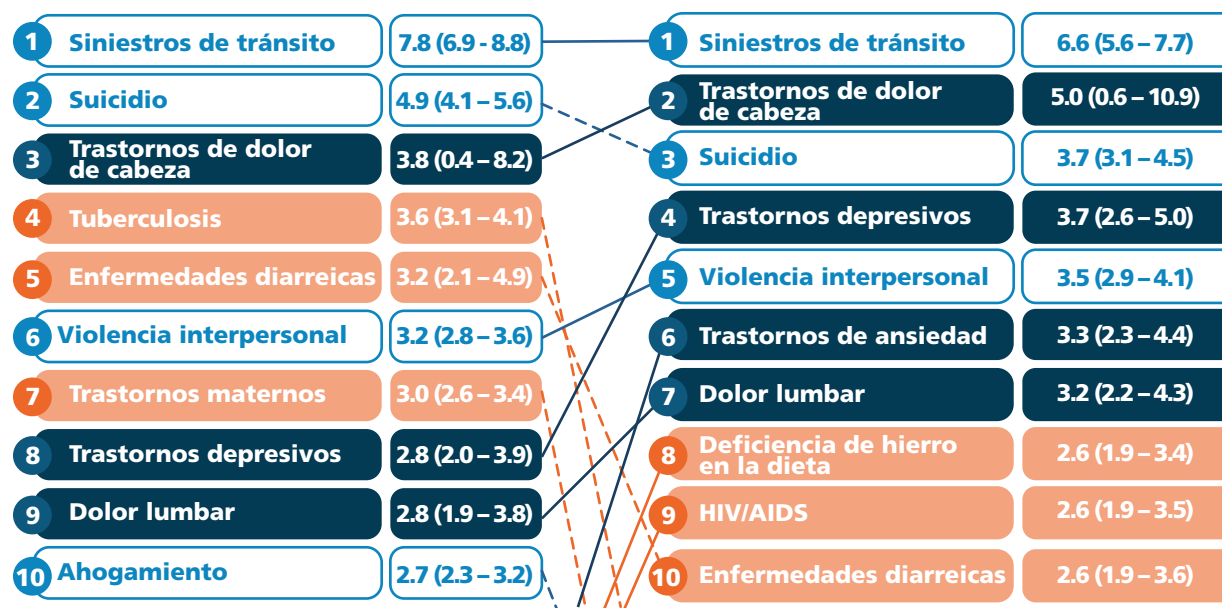 1 Siniestros de tránsito 7.8 (6.9 - 8.8)
2 Suicidio 4.9 (4.1 – 5.6)
3 Trastornos de dolor
de cabeza 3.8 (0.4 – 8.2)
4 Tuberculosis 3.6 (3.1 – 4.1)
5 Enfermedades diarreicas 3.2 (2.1 – 4.9)
6 Violencia interpersonal 3.2 (2.8 – 3.6)
7 Trastornos maternos 3.0 (2.6 – 3.4)
8 Trastornos depresivos 2.8 (2.0 – 3.9)
9 Dolor lumbar 2.8 (1.9 – 3.8)
10 Ahogamiento 2.7 (2.3 – 3.2)
1 Siniestros de tránsito 6.6 (5.6 – 7.7)
2 Trastornos de dolor
de cabeza 5.0 (0.6 – 10.9)
3 Suicidio 3.7 (3.1 – 4.5)
4 Trastornos depresivos 3.7 (2.6 – 5.0)
5 Violencia interpersonal 3.5 (2.9 – 4.1)
6 Trastornos de ansiedad 3.3 (2.3 – 4.4)
7 Dolor lumbar 3.2 (2.2 – 4.3)
8 Deficiencia de hierro
en la dieta 2.6 (1.9 – 3.4)
9 HIV/AIDS 2.6 (1.9 – 3.5)
10 Enfermedades diarreicas 2.6 (1.9 – 3.6)